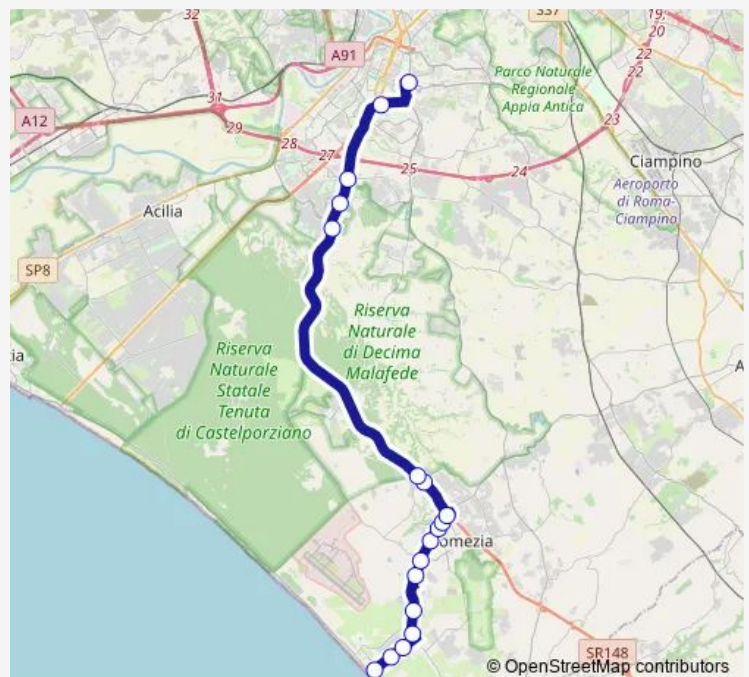 32
S37
19;
20
22
22
A91
Parco Naturale
Regionale
Appia Antica
31
A12
29
28
27
25
24
23
Ciampino
Aeroporto
di Roma-
Ciampino
Acilia
SP8
Riserva
Naturale
di Decima
Malafede
Riserva
Naturale
Statale
Tenuta
di Castelporziano
ia
A
omezia
SR148
© OpenStreetMap contributors